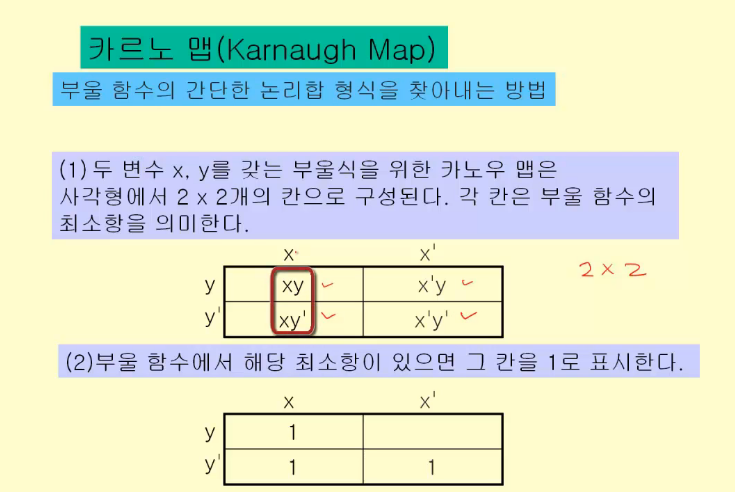 카르노 맵(Karnaugh Map)
부울 함수의 간단한 논리합 형식을 찾아내는 방법
(1) 두 변수 x, y를 갖는 부울식을 위한 카노우 맵은
사각형에서 2 x 2개의 칸으로 구성된다. 각 칸은 부울 함수의
최소항을 의미한다.
x x'
y xy x'y
y' xy' x'y'
2 × 2
(2)부울 함수에서 해당 최소항이 있으면 그 칸을 1로 표시한다.
x x'
y 1
y' 1 1